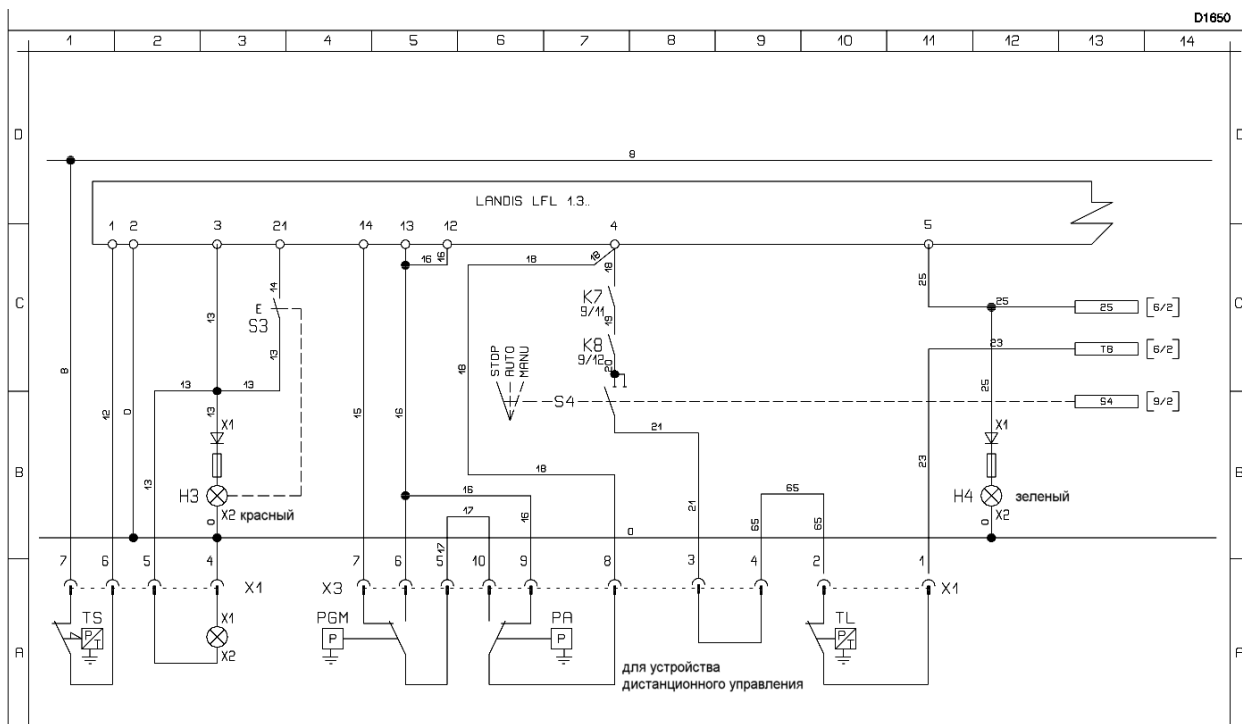 D1650
1 2 3 4 5 6 7 8 9 10 11 12 13 14
D D
8
LANDIS LFL 1.3..
1 2 3 21 14 13 12 4 5
16 16
18 18 18
14 25
C C
E
S3
K7
9/11
25 25 [6/2]
13 19
13
K8
9/12
20
23 T8 [6/2]
STOP
AUTO
MANU
8 18 25
13 13
S4 S4 [9/2]
12 0 13 15 16
X1 21 X1
B B
13 18 23
H3 16 65 H4 зеленый
X2 красный 17 16 21 X2
0 17 65 65 0
0
7 6 5 4 7 6 5 10 9 8 3 4 2 1
X1 X3 X1
TS X1 PGM PA TL
P T P P P T
X2
A A
для устройства
дистанционного управления